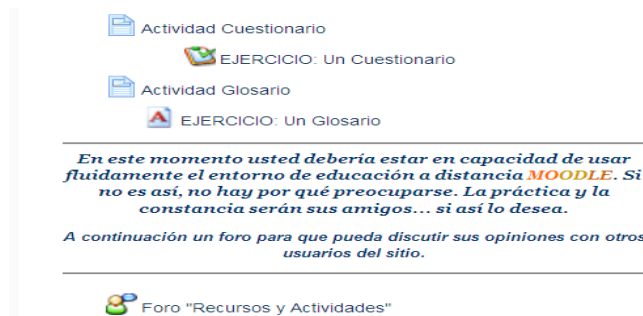 Actividad Cuestionario
EJERCICIO: Un Cuestionario
Actividad Glosario
EJERCICIO: Un Glosario
En este momento usted debería estar en capacidad de usar
fluidamente el entorno de educación a distancia MOODLE. Si
no es así, no hay por qué preocuparse. La práctica y la
constancia serán sus amigos... si así lo desea.
A continuación un foro para que pueda discutir sus opiniones con otros
usuarios del sitio.
Foro "Recursos y Actividades"